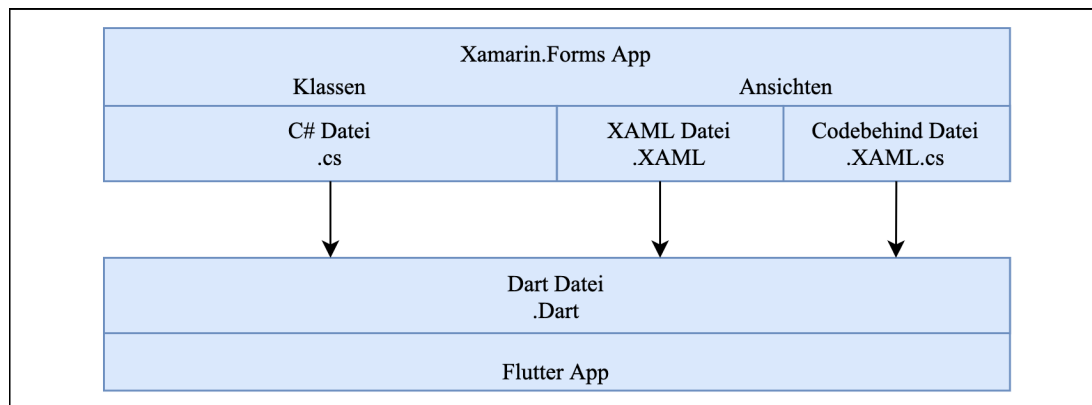 Xamarin.Forms App
Klassen Ansichten
C# Datei
.cs
XAML Datei
.XAML
Codebehind Datei
.XAML.cs
Dart Datei
.Dart
Flutter App